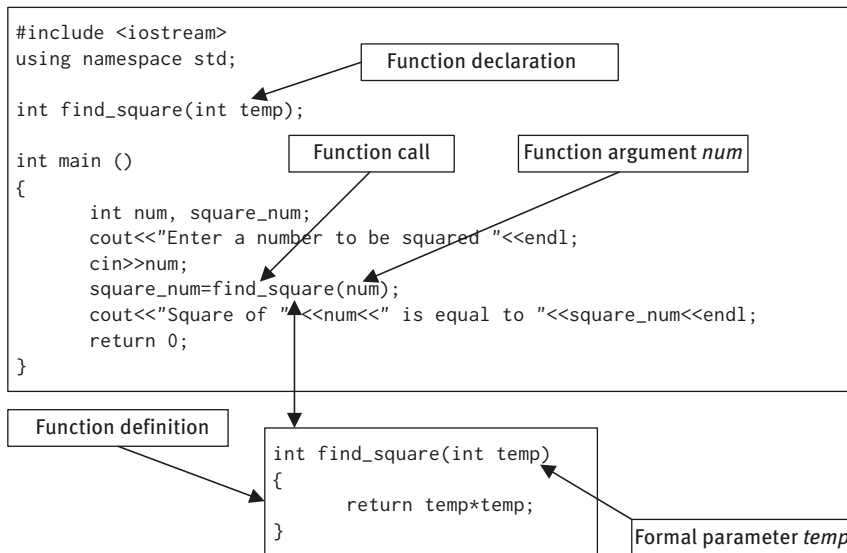 #include <iostream>
using namespace std;
Function declaration
int find_square(int temp);
Function call
Function argument num
int main ()
{
int num, square_num;
cout<<"Enter a number to be squared "<<endl;
cin>>num;
square_num=find_square(num);
cout<<"Square of "<<num<<" is equal to "<<square_num<<endl;
return 0;
}
Function definition
int find_square(int temp)
{
return temp*temp;
}
Formal parameter temp